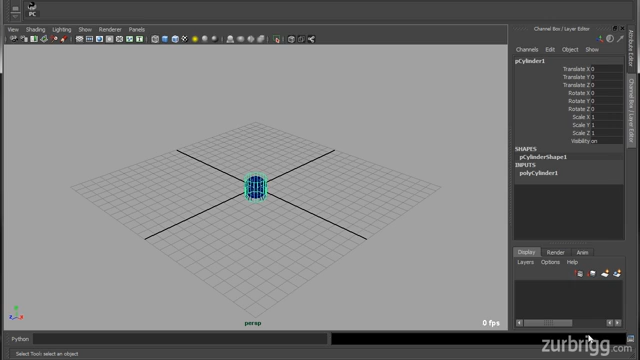 PC
Channel Box / Layer Editor
View Shading Lighting Show Renderer Panels
Channels Edit Object Show
pCylinder1
Translate X 0
Translate Y 0
Translate Z 0
Rotate X 0
Rotate Y 0
Rotate Z 0
Scale X 1
Scale Y 1
Scale Z 1
Visibility on
SHAPES
pCylinderShape1
INPUTS
polyCylinder1
Attribute Editor
Channel Box / Layer Editor
Display Render Anim
Layers Options Help
persp
0 fps
Python
Select Tool: select an object
zurbrigg.com